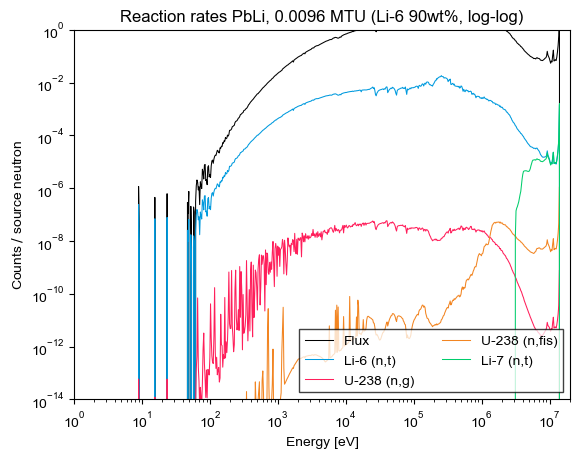 Reaction rates PbLi, 0.0096 MTU (Li-6 90wt%, log-log)
Counts / source neutron
10^0
10^−2
10^−4
10^−6
10^−8
10^−10
10^−12
10^−14
Flux
Li-6 (n,t)
U-238 (n,g)
U-238 (n,fis)
Li-7 (n,t)
10^0 10^1 10^2 10^3 10^4 10^5 10^6 10^7
Energy [eV]